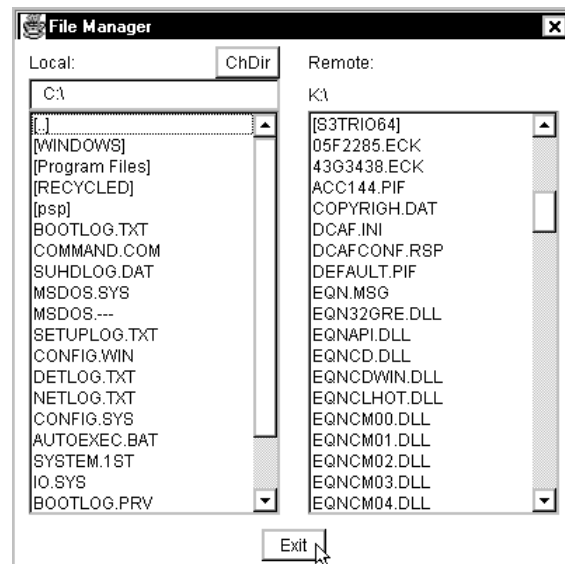 File Manager
Local:
ChDir
C:\
[..]
[WINDOWS]
[Program Files]
[RECYCLED]
[psp]
BOOTLOG.TXT
COMMAND.COM
SUHDLOG.DAT
MSDOS.SYS
MSDOS.---
SETUPLOG.TXT
CONFIG.WIN
DETLOG.TXT
NETLOG.TXT
CONFIG.SYS
AUTOEXEC.BAT
SYSTEM.1ST
IO.SYS
BOOTLOG.PRV
Remote:
K:\
[S3TRIO64]
05F2285.ECK
43G3438.ECK
ACC144.PIF
COPYRIGH.DAT
DCAF.INI
DCAFCONF.RSP
DEFAULT.PIF
EQN.MSG
EQN32GRE.DLL
EQNAPI.DLL
EQNCD.DLL
EQNCDWIN.DLL
EQNCLHOT.DLL
EQNCM00.DLL
EQNCM01.DLL
EQNCM02.DLL
EQNCM03.DLL
EQNCM04.DLL
Exit